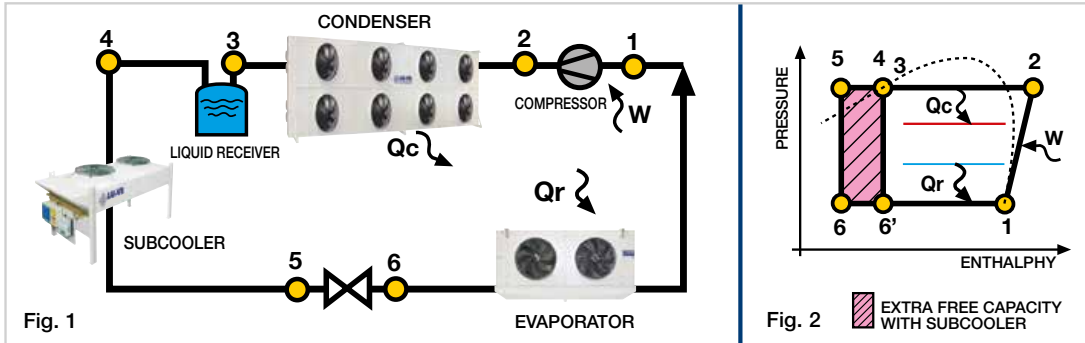 CONDENSER
4
3
2
1
COMPRESSOR
W
LIQUID RECEIVER
Qc
Qr
SUBCOOLER
5
6
EVAPORATOR
Fig. 1
PRESSURE
5
4
3
2
Qc
W
Qr
6
6’
1
ENTHALPHY
Fig. 2
EXTRA FREE CAPACITY
WITH SUBCOOLER